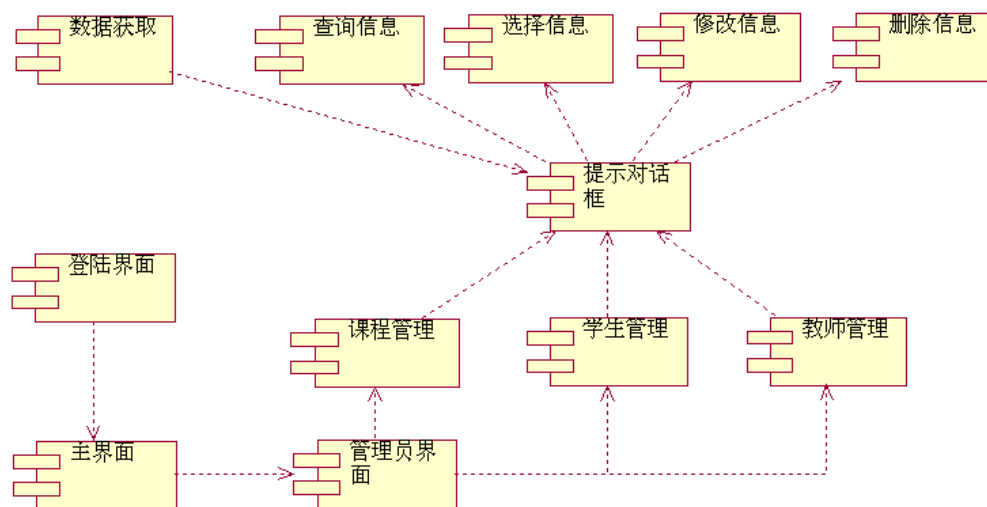 数据获取
查询信息
选择信息
修改信息
删除信息
提示对话
框
登陆界面
课程管理
学生管理
教师管理
主界面
管理员界
面